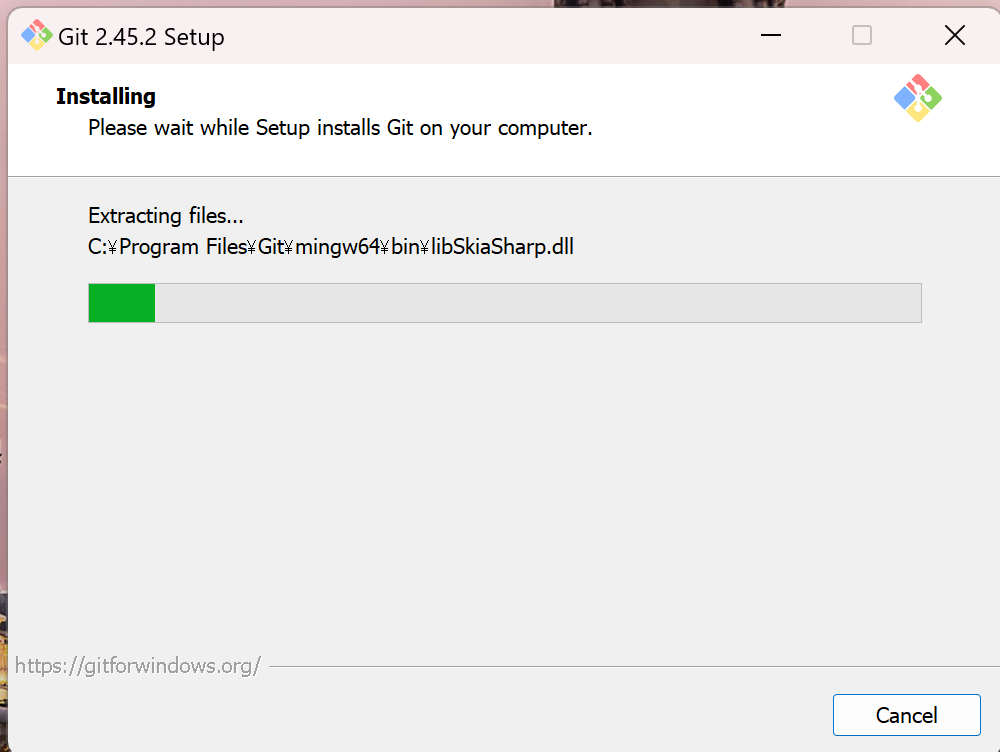 Git 2.45.2 Setup
Installing
Please wait while Setup installs Git on your computer.
Extracting files...
C:¥Program Files¥Git¥mingw64¥bin¥libSkiaSharp.dll
https://gitforwindows.org/
Cancel